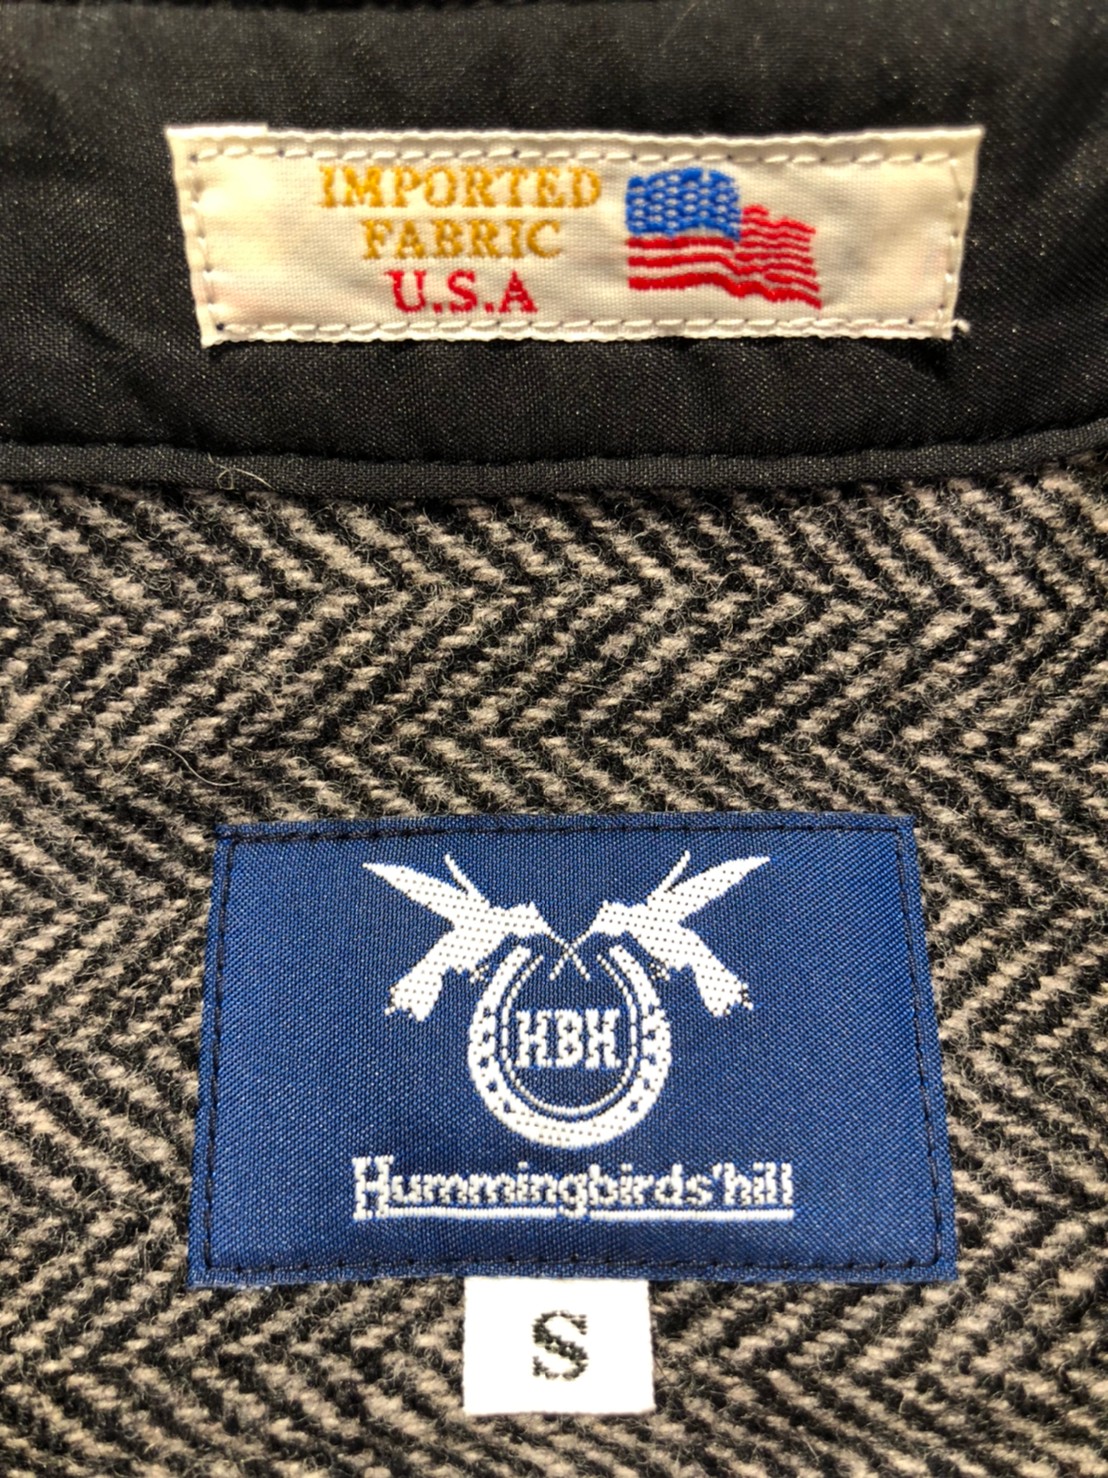 IMPORTED
FABRIC
U.S.A
HBH
Hummingbirds'hill
S